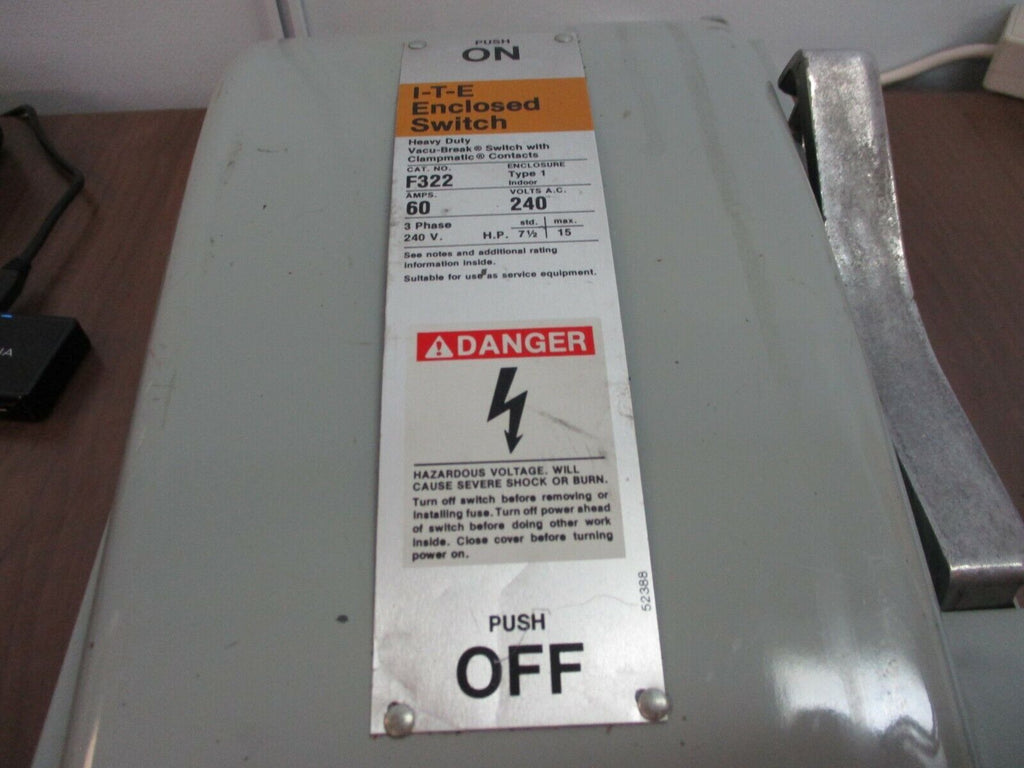 PUSH
ON
I-T-E
Enclosed
Switch
Heavy Duty
Vacu-Break® Switch with
Clampmatic® Contacts
CAT. NO.
F322
ENCLOSURE
Type 1
Indoor
AMPS.
60
VOLTS A.C.
240
3 Phase
240 V.
H.P.
std.
7½
max.
15
See notes and additional rating
information inside.
Suitable for use as service equipment.
DANGER
HAZARDOUS VOLTAGE. WILL
CAUSE SEVERE SHOCK OR BURN.
Turn off switch before removing or
installing fuse. Turn off power ahead
of switch before doing other work
inside. Close cover before turning
power on.
52388
PUSH
OFF